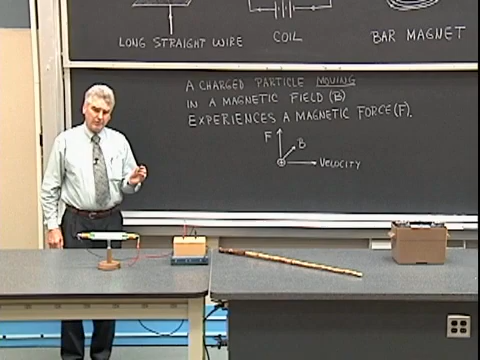 LONG STRAIGHT WIRE COIL BAR MAGNET
A CHARGED PARTICLE MOVING
IN A MAGNETIC FIELD (B)
EXPERIENCES A MAGNETIC FORCE (F).
F
B
+ VELOCITY